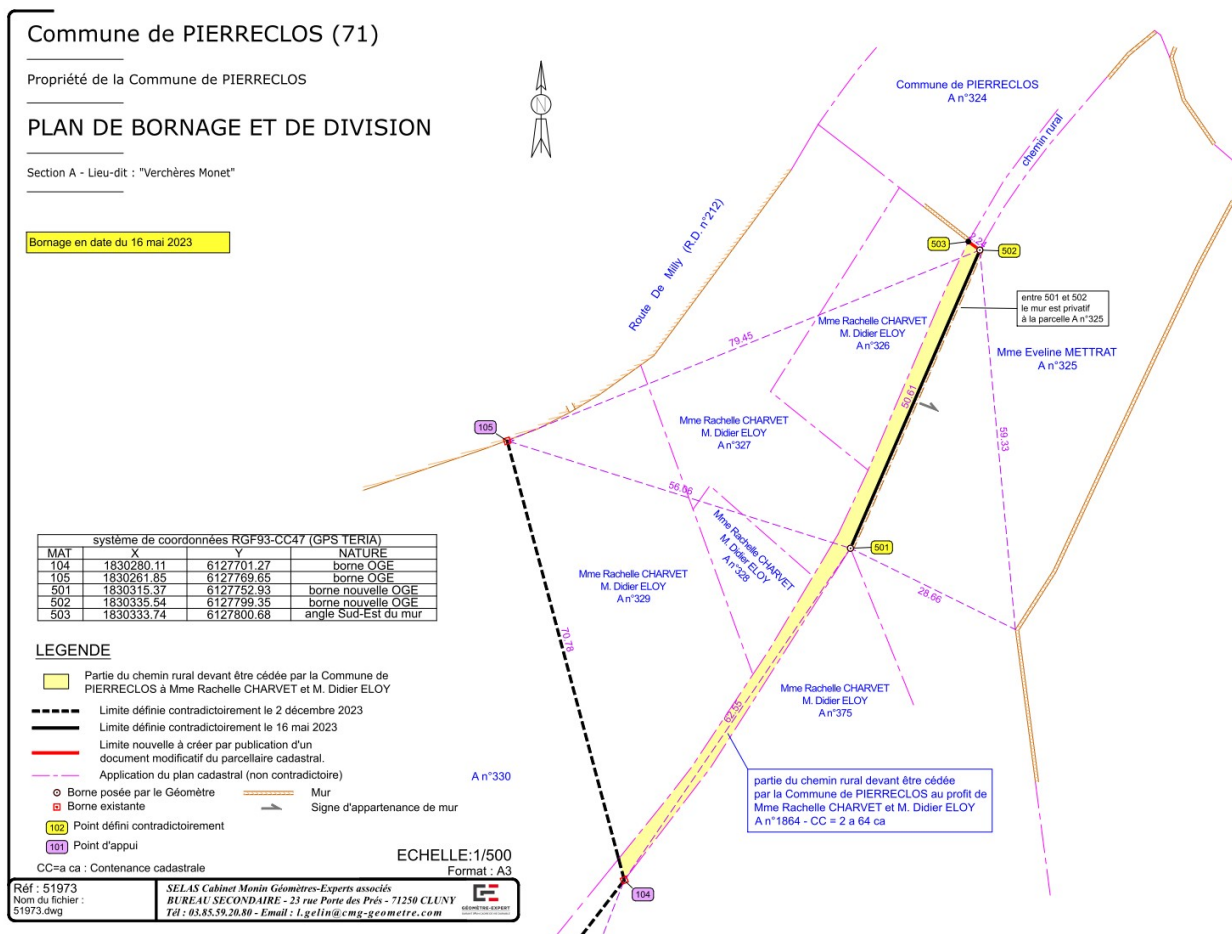 Commune de PIERRECLOS (71)
Propriété de la Commune de PIERRECLOS
PLAN DE BORNAGE ET DE DIVISION
Section A - Lieu-dit : "Verchères Monet"
Bornage en date du 16 mai 2023
N
Commune de PIERRECLOS
A n°324
chemin rural
Route De Milly (R.D. n°212)
503
502
entre 501 et 502
le mur est privatif
à la parcelle A n°325
Mme Rachelle CHARVET
M. Didier ELOY
A n°326
Mme Eveline METTRAT
A n°325
79.45
50.61
59.33
105
Mme Rachelle CHARVET
M. Didier ELOY
A n°327
56.06
Mme Rachelle CHARVET
M. Didier ELOY
A n°328
501
28.66
Mme Rachelle CHARVET
M. Didier ELOY
A n°329
70.78
Mme Rachelle CHARVET
M. Didier ELOY
A n°375
62.55
partie du chemin rural devant être cédée
par la Commune de PIERRECLOS au profit de
Mme Rachelle CHARVET et M. Didier ELOY
A n°1864 - CC = 2 a 64 ca
A n°330
104
système de coordonnées RGF93-CC47 (GPS TERIA)
MAT X Y NATURE
104 1830280.11 6127701.27 borne OGE
105 1830261.85 6127769.65 borne OGE
501 1830315.37 6127752.93 borne nouvelle OGE
502 1830335.54 6127799.35 borne nouvelle OGE
503 1830333.74 6127800.68 angle Sud-Est du mur
LEGENDE
Partie du chemin rural devant être cédée par la Commune de
PIERRECLOS à Mme Rachelle CHARVET et M. Didier ELOY
Limite définie contradictoirement le 2 décembre 2023
Limite définie contradictoirement le 16 mai 2023
Limite nouvelle à créer par publication d'un
document modificatif du parcellaire cadastral.
Application du plan cadastral (non contradictoire)
Borne posée par le Géomètre
Mur
Borne existante
Signe d'appartenance de mur
102 Point défini contradictoirement
101 Point d'appui
CC=a ca : Contenance cadastrale
ECHELLE:1/500
Format : A3
Réf : 51973
Nom du fichier :
51973.dwg
SELAS Cabinet Monin Géomètres-Experts associés
BUREAU SECONDAIRE - 23 rue Porte des Prés - 71250 CLUNY
Tél : 03.85.59.20.80 - Email : l.gelin@cmg-geometre.com
GÉOMÈTRE-EXPERT